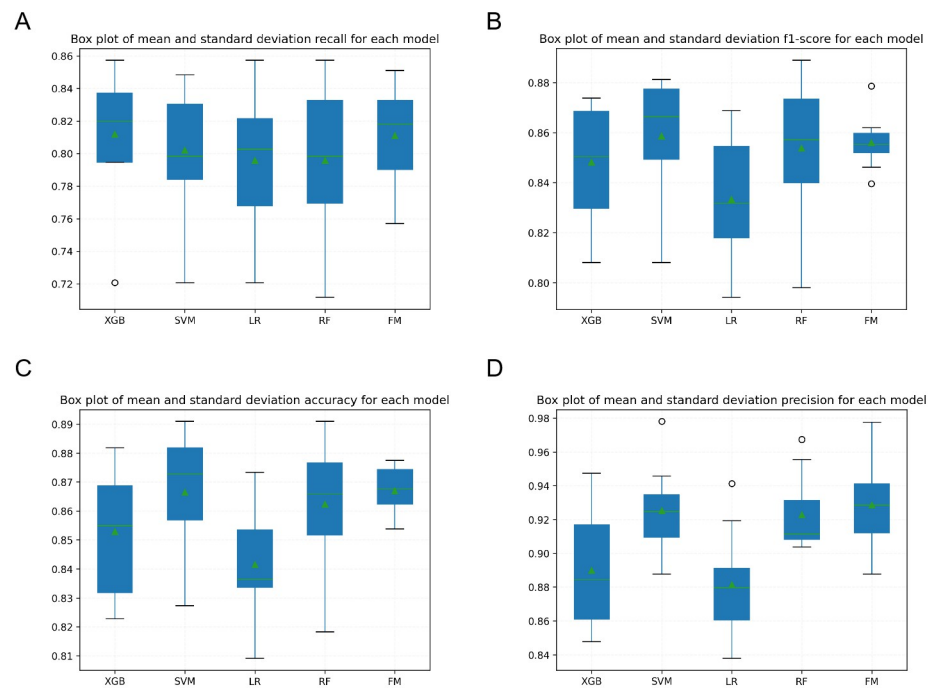 A
Box plot of mean and standard deviation recall for each model
0.86
0.84
0.82
0.80
0.78
0.76
0.74
0.72
XGB SVM LR RF FM
B
Box plot of mean and standard deviation f1-score for each model
0.88
0.86
0.84
0.82
0.80
XGB SVM LR RF FM
C
Box plot of mean and standard deviation accuracy for each model
0.89
0.88
0.87
0.86
0.85
0.84
0.83
0.82
0.81
XGB SVM LR RF FM
D
Box plot of mean and standard deviation precision for each model
0.98
0.96
0.94
0.92
0.90
0.88
0.86
0.84
XGB SVM LR RF FM